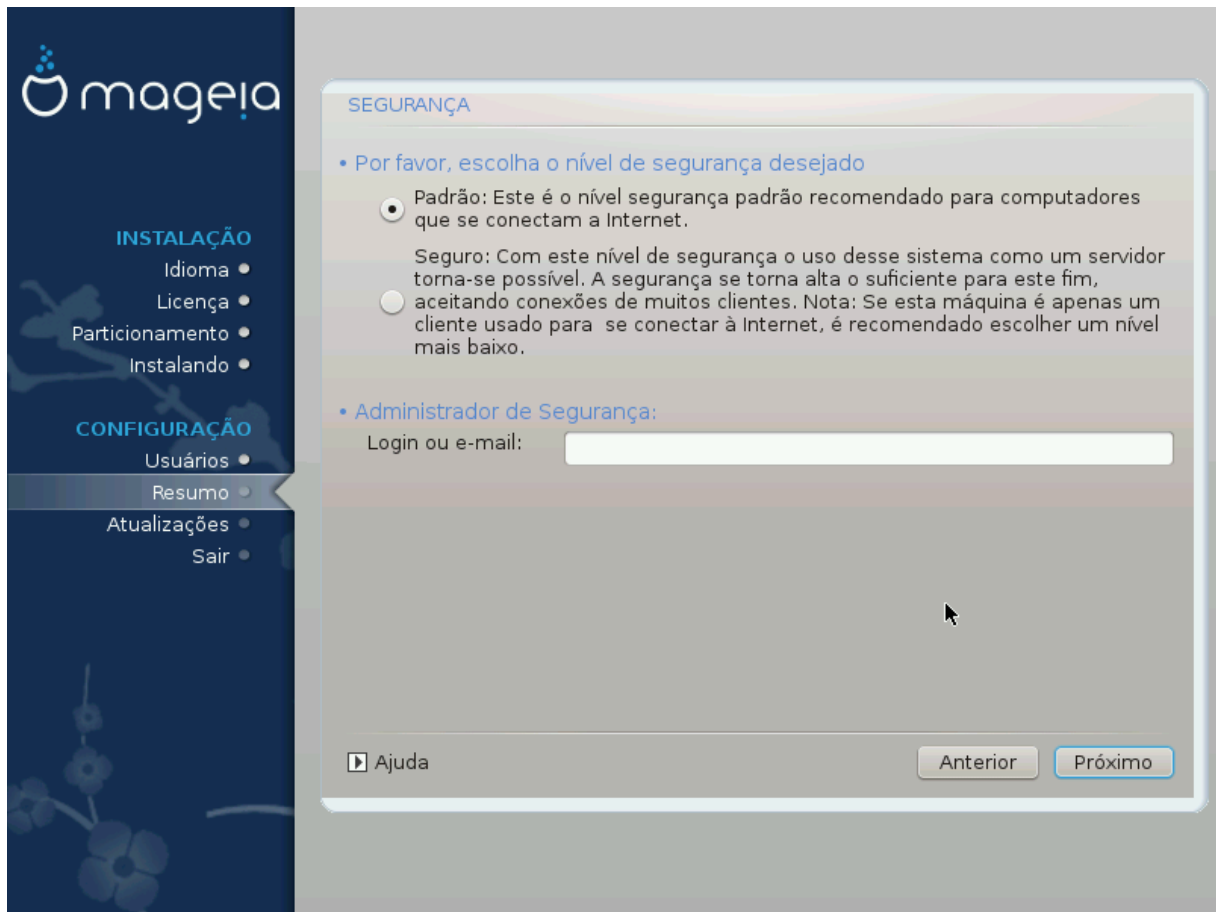 mageia
INSTALAÇÃO
Idioma
Licença
Particionamento
Instalando
CONFIGURAÇÃO
Usuários
Resumo
Atualizações
Sair
SEGURANÇA
• Por favor, escolha o nível de segurança desejado
Padrão: Este é o nível segurança padrão recomendado para computadores
que se conectam a Internet.
Seguro: Com este nível de segurança o uso desse sistema como um servidor
torna-se possível. A segurança se torna alta o suficiente para este fim,
aceitando conexões de muitos clientes. Nota: Se esta máquina é apenas um
cliente usado para  se conectar à Internet, é recomendado escolher um nível
mais baixo.
• Administrador de Segurança:
Login ou e-mail:
Ajuda
Anterior
Próximo